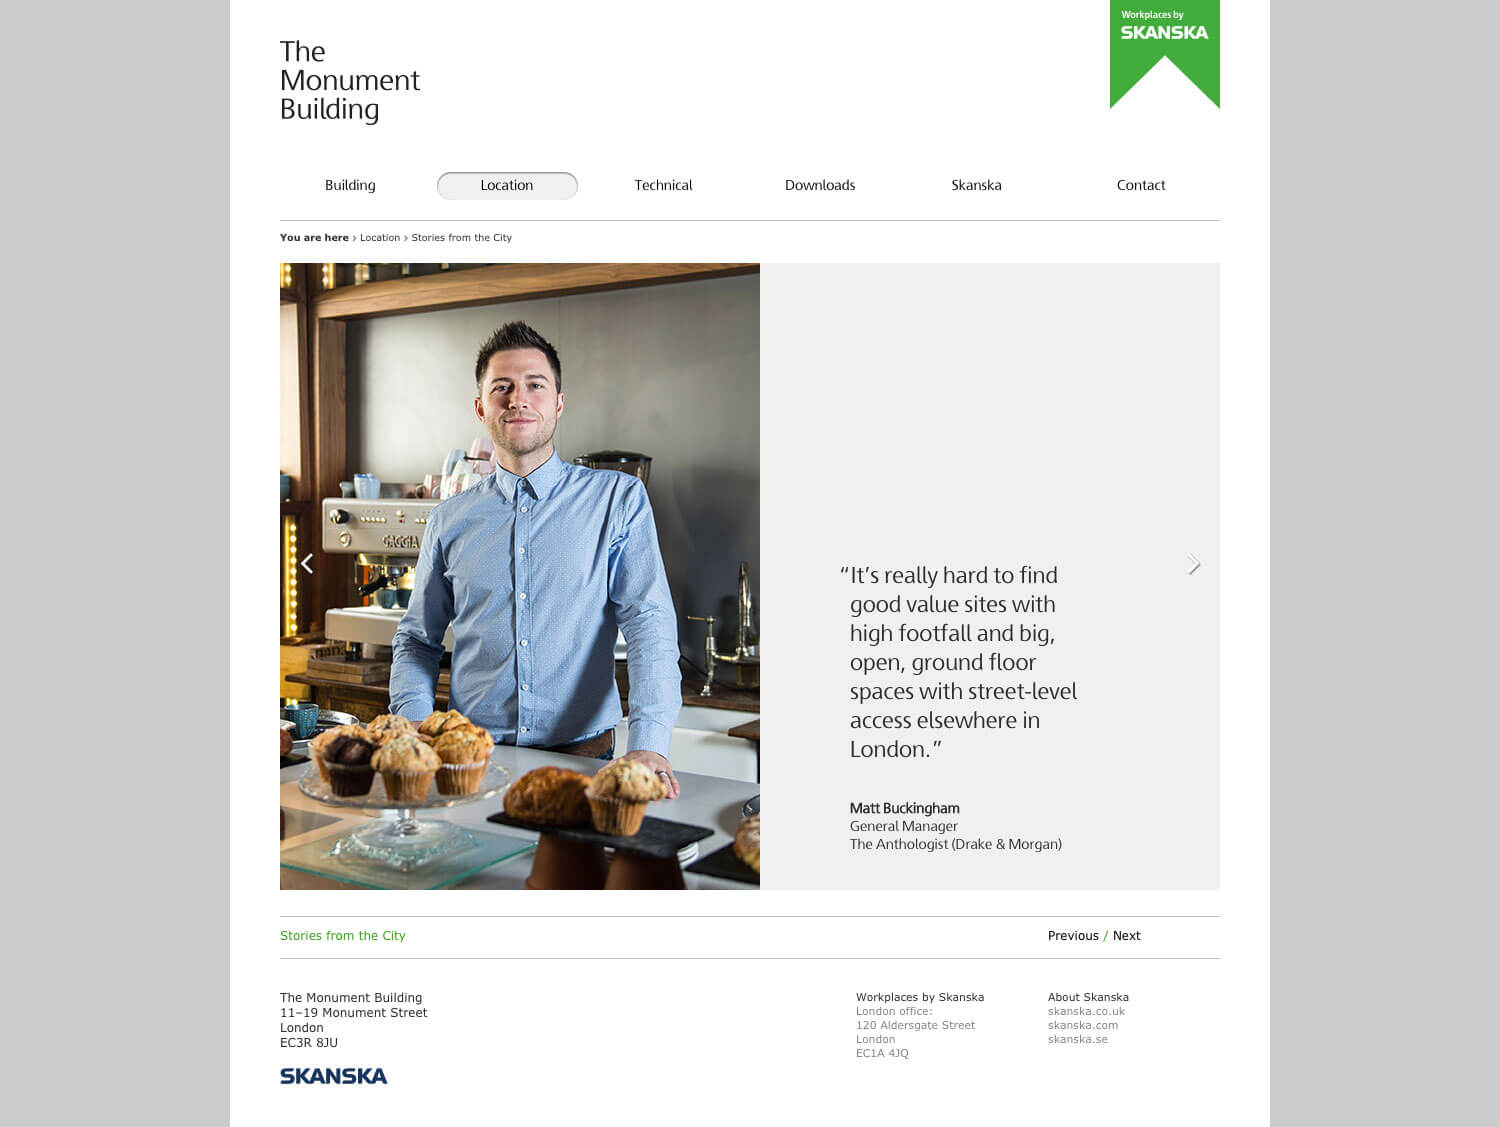 The
Monument
Building
Workplaces by
SKANSKA
Building
Location
Technical
Downloads
Skanska
Contact
You are here › Location › Stories from the City
GAGGIA
“It’s really hard to find
good value sites with
high footfall and big,
open, ground floor
spaces with street-level
access elsewhere in
London.”
Matt Buckingham
General Manager
The Anthologist (Drake & Morgan)
Stories from the City
Previous / Next
The Monument Building
11–19 Monument Street
London
EC3R 8JU
SKANSKA
Workplaces by Skanska
London office:
120 Aldersgate Street
London
EC1A 4JQ
About Skanska
skanska.co.uk
skanska.com
skanska.se